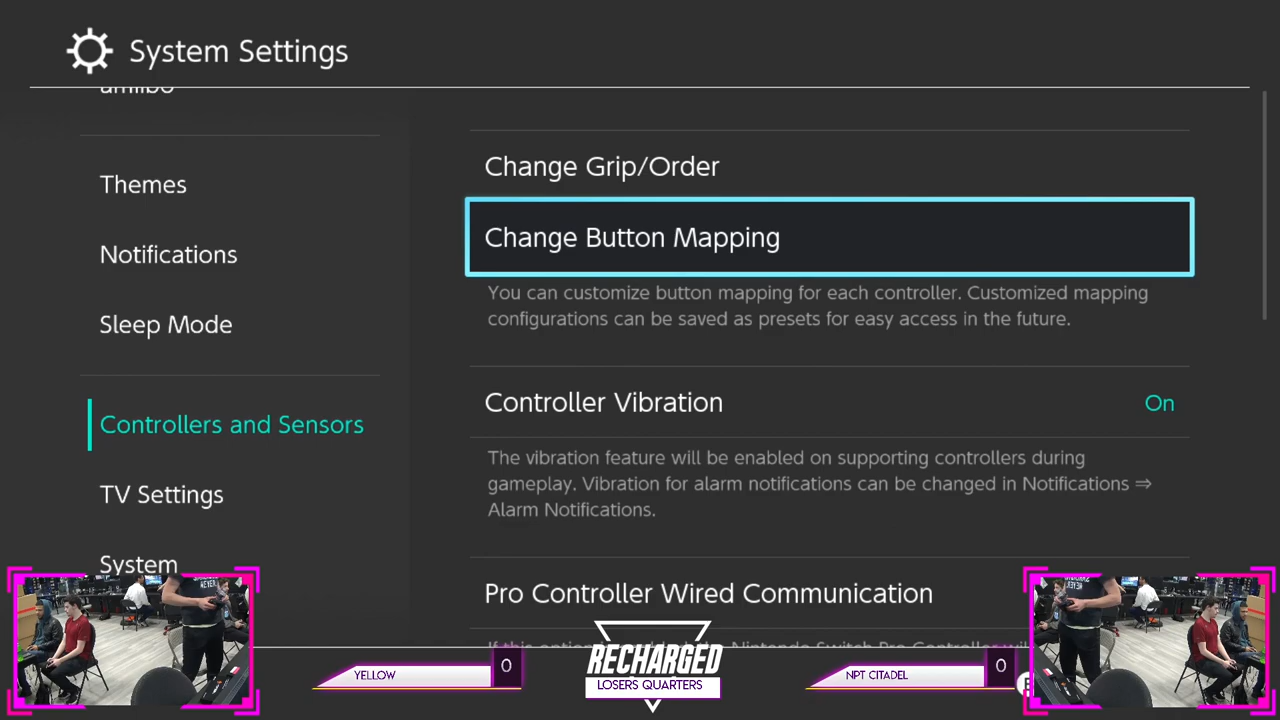 System Settings
amiibo
Themes
Notifications
Sleep Mode
Controllers and Sensors
TV Settings
System
Change Grip/Order
Change Button Mapping
You can customize button mapping for each controller. Customized mapping
configurations can be saved as presets for easy access in the future.
Controller Vibration On
The vibration feature will be enabled on supporting controllers during
gameplay. Vibration for alarm notifications can be changed in Notifications ⇒
Alarm Notifications.
Pro Controller Wired Communication
YELLOW 0
RECHARGED
LOSERS QUARTERS
NPT CITADEL 0